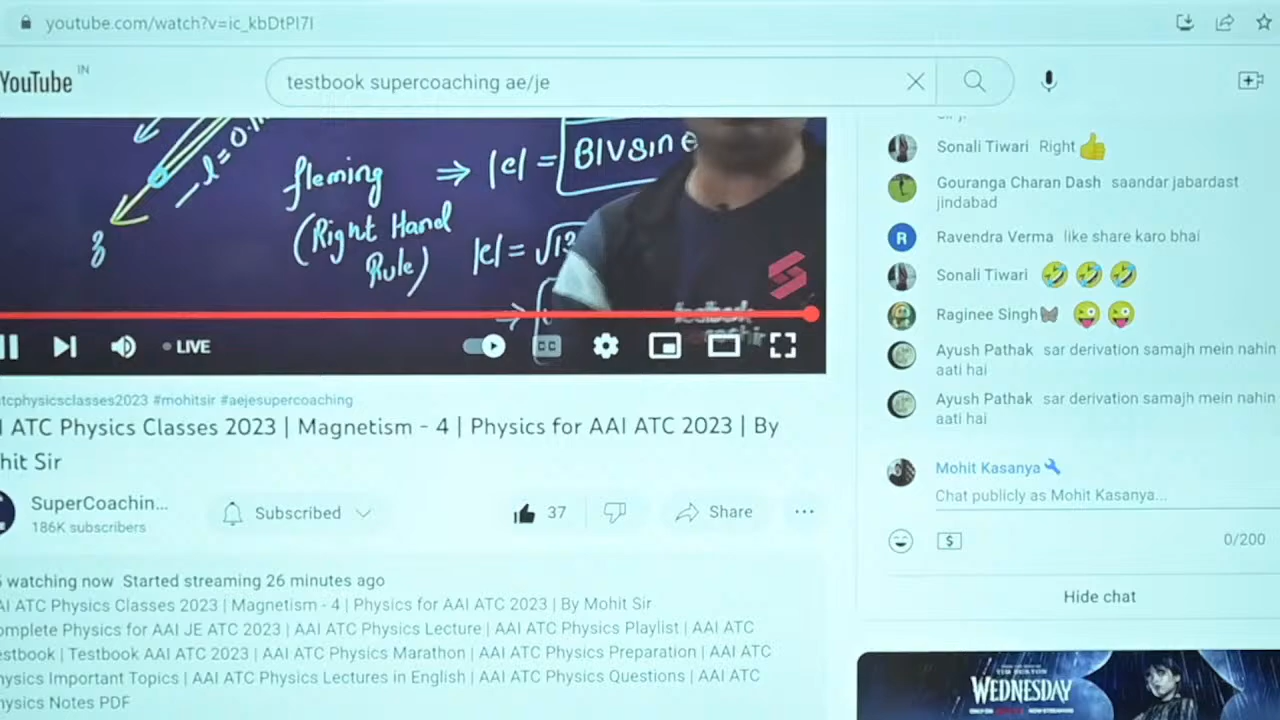 youtube.com/watch?v=ic_kbDtPI7I
YouTube IN
testbook supercoaching ae/je
fleming ⇒ |e| = BlVsin θ
(Right Hand
Rule)
|e| =
l = 0.1
LIVE
CC
Sonali Tiwari Right 👍
Gouranga Charan Dash saandar jabardast
jindabad
Ravendra Verma like share karo bhai
Sonali Tiwari 🤣🤣🤣
Raginee Singh 😜😜
Ayush Pathak sar derivation samajh mein nahin
aati hai
Ayush Pathak sar derivation samajh mein nahin
aati hai
Mohit Kasanya
Chat publicly as Mohit Kasanya...
$ 0/200
Hide chat
tcphysicsclasses2023 #mohitsir #aejesupercoaching
I ATC Physics Classes 2023 | Magnetism - 4 | Physics for AAI ATC 2023 | By
hit Sir
SuperCoachin...
186K subscribers
Subscribed
37
Share
watching now Started streaming 26 minutes ago
AI ATC Physics Classes 2023 | Magnetism - 4 | Physics for AAI ATC 2023 | By Mohit Sir
omplete Physics for AAI JE ATC 2023 | AAI ATC Physics Lecture | AAI ATC Physics Playlist | AAI ATC
estbook | Testbook AAI ATC 2023 | AAI ATC Physics Marathon | AAI ATC Physics Preparation | AAI ATC
hysics Important Topics | AAI ATC Physics Lectures in English | AAI ATC Physics Questions | AAI ATC
hysics Notes PDF
WEDNESDAY